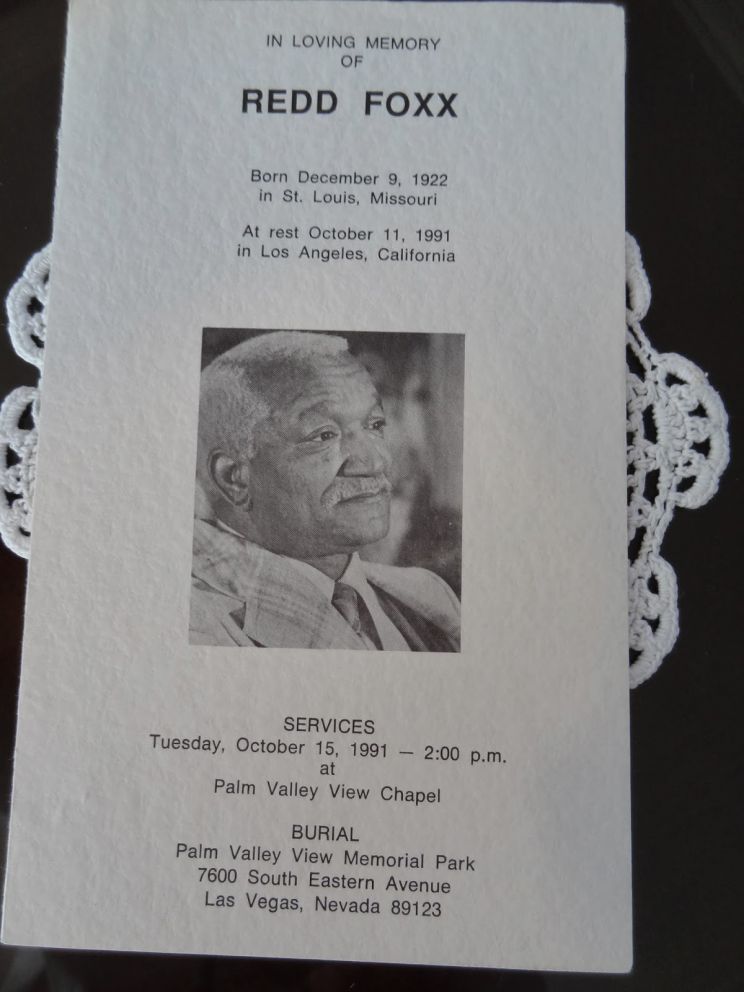 IN LOVING MEMORY
OF
REDD FOXX
Born December 9, 1922
in St. Louis, Missouri
At rest October 11, 1991
in Los Angeles, California
SERVICES
Tuesday, October 15, 1991 — 2:00 p.m.
at
Palm Valley View Chapel
BURIAL
Palm Valley View Memorial Park
7600 South Eastern Avenue
Las Vegas, Nevada 89123